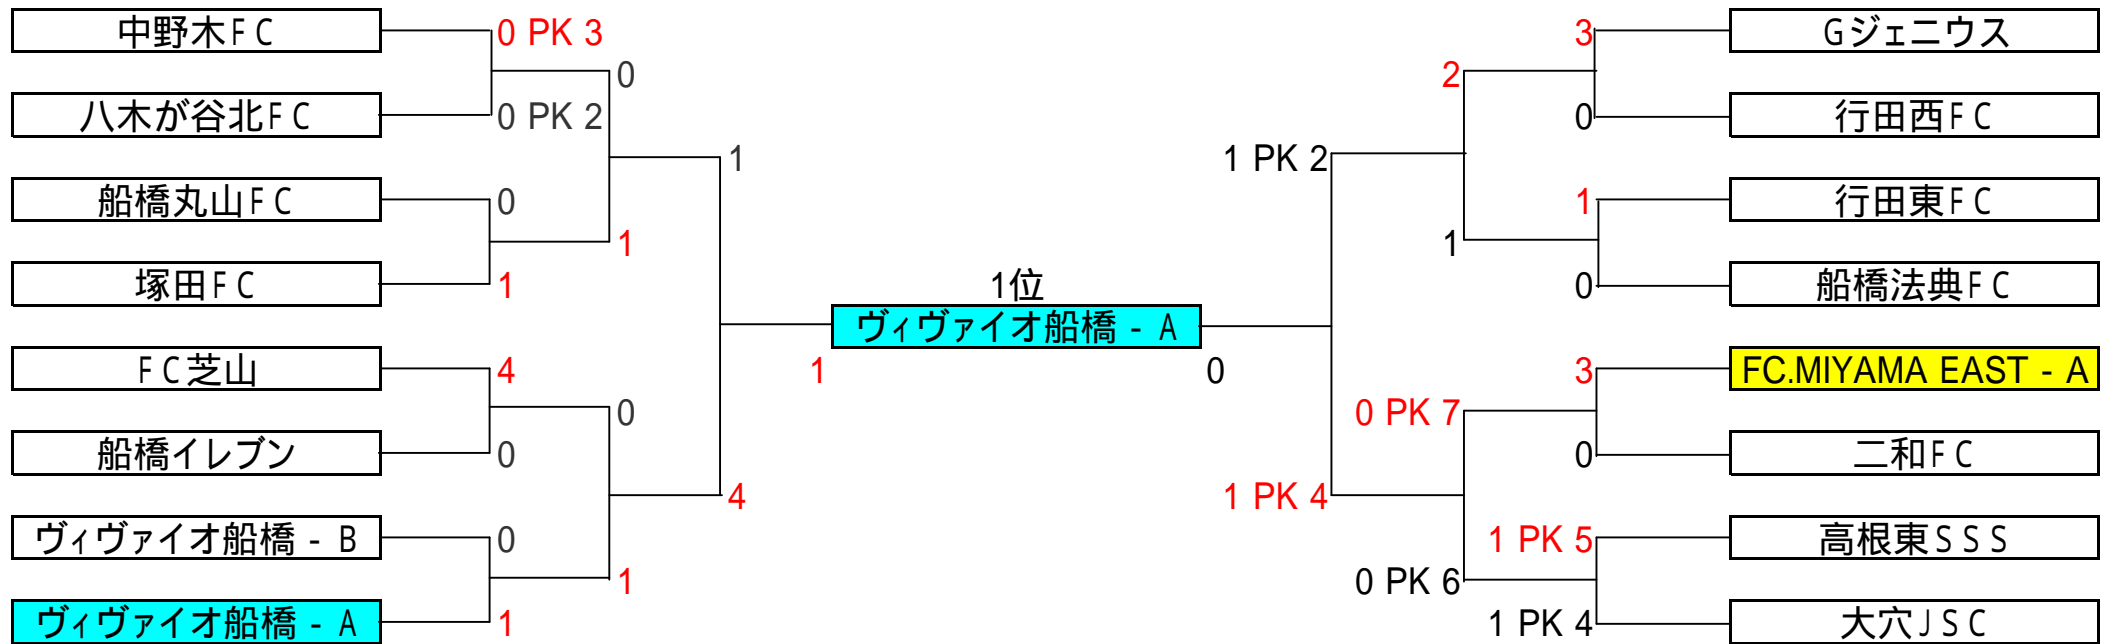 中野木FC
0 PK 3
0
八木が谷北FC
0 PK 2
1
船橋丸山FC
0
1
塚田FC
1
FC芝山
4
0
船橋イレブン
0
4
ヴィヴァイオ船橋 - B
0
1
ヴィヴァイオ船橋 - A
1
1位
ヴィヴァイオ船橋 - A
1
0
3
Gジェニウス
2
0
行田西FC
1 PK 2
1
行田東FC
1
0
船橋法典FC
3
FC.MIYAMA EAST - A
0 PK 7
0
二和FC
1 PK 4
1 PK 5
高根東SSS
0 PK 6
1 PK 4
大穴JSC